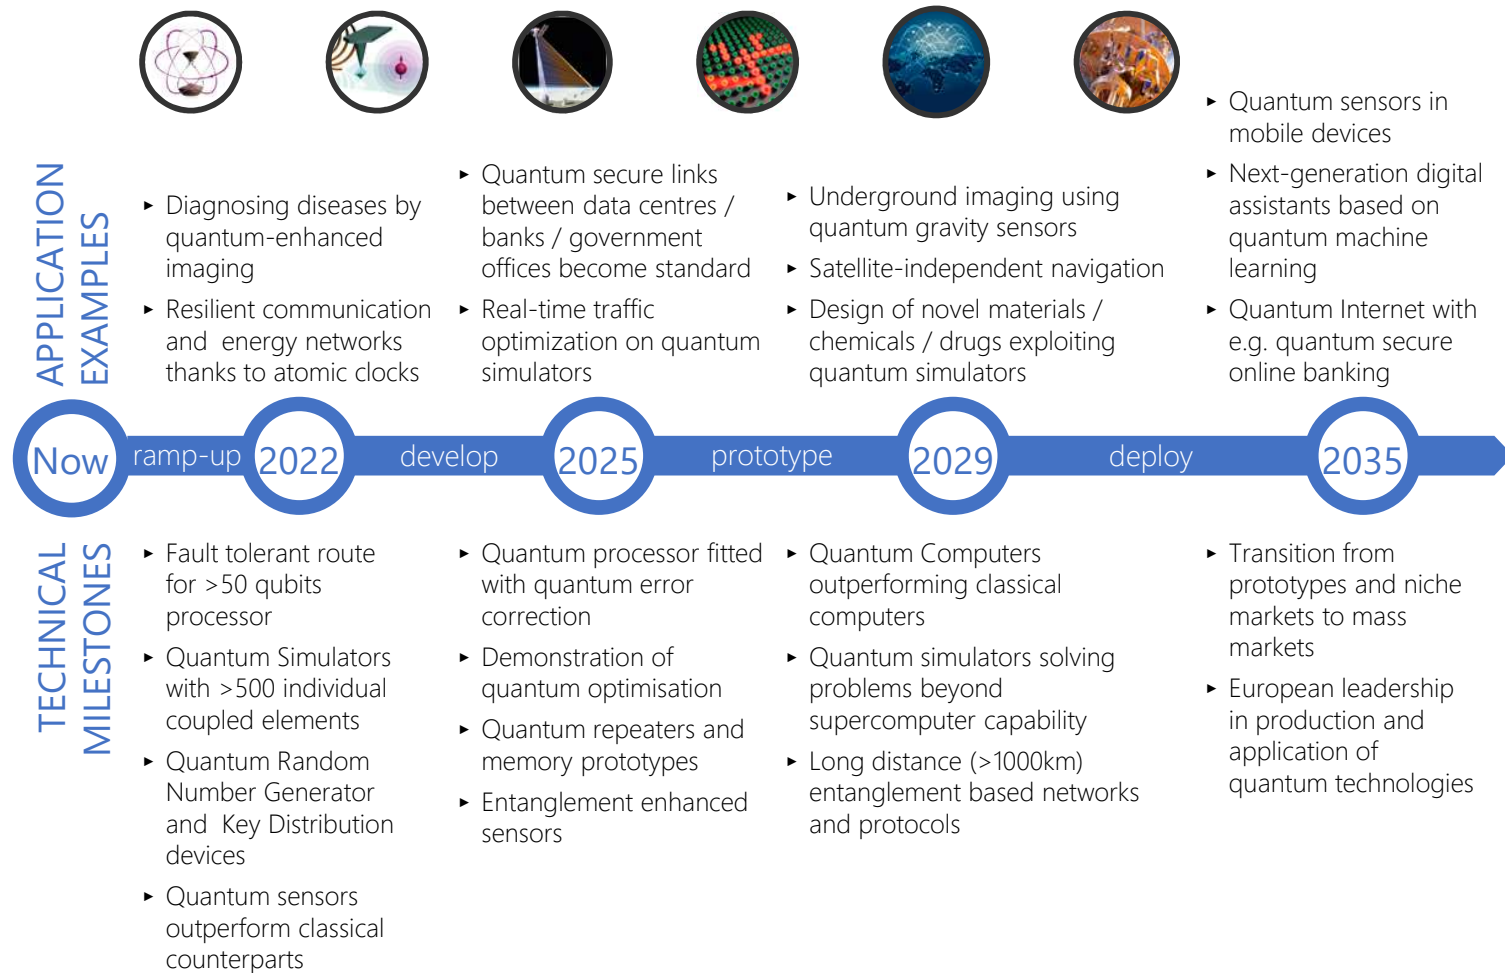 APPLICATION
EXAMPLES
► Diagnosing diseases by
quantum-enhanced
imaging
► Resilient communication
and energy networks
thanks to atomic clocks
► Quantum secure links
between data centres /
banks / government
offices become standard
► Real-time traffic
optimization on quantum
simulators
► Underground imaging using
quantum gravity sensors
► Satellite-independent navigation
► Design of novel materials /
chemicals / drugs exploiting
quantum simulators
► Quantum sensors in
mobile devices
► Next-generation digital
assistants based on
quantum machine
learning
► Quantum Internet with
e.g. quantum secure
online banking
Now ramp-up 2022 develop 2025 prototype 2029 deploy 2035
TECHNICAL
MILESTONES
► Fault tolerant route
for >50 qubits
processor
► Quantum Simulators
with >500 individual
coupled elements
► Quantum Random
Number Generator
and Key Distribution
devices
► Quantum sensors
outperform classical
counterparts
► Quantum processor fitted
with quantum error
correction
► Demonstration of
quantum optimisation
► Quantum repeaters and
memory prototypes
► Entanglement enhanced
sensors
► Quantum Computers
outperforming classical
computers
► Quantum simulators solving
problems beyond
supercomputer capability
► Long distance (>1000km)
entanglement based networks
and protocols
► Transition from
prototypes and niche
markets to mass
markets
► European leadership
in production and
application of
quantum technologies